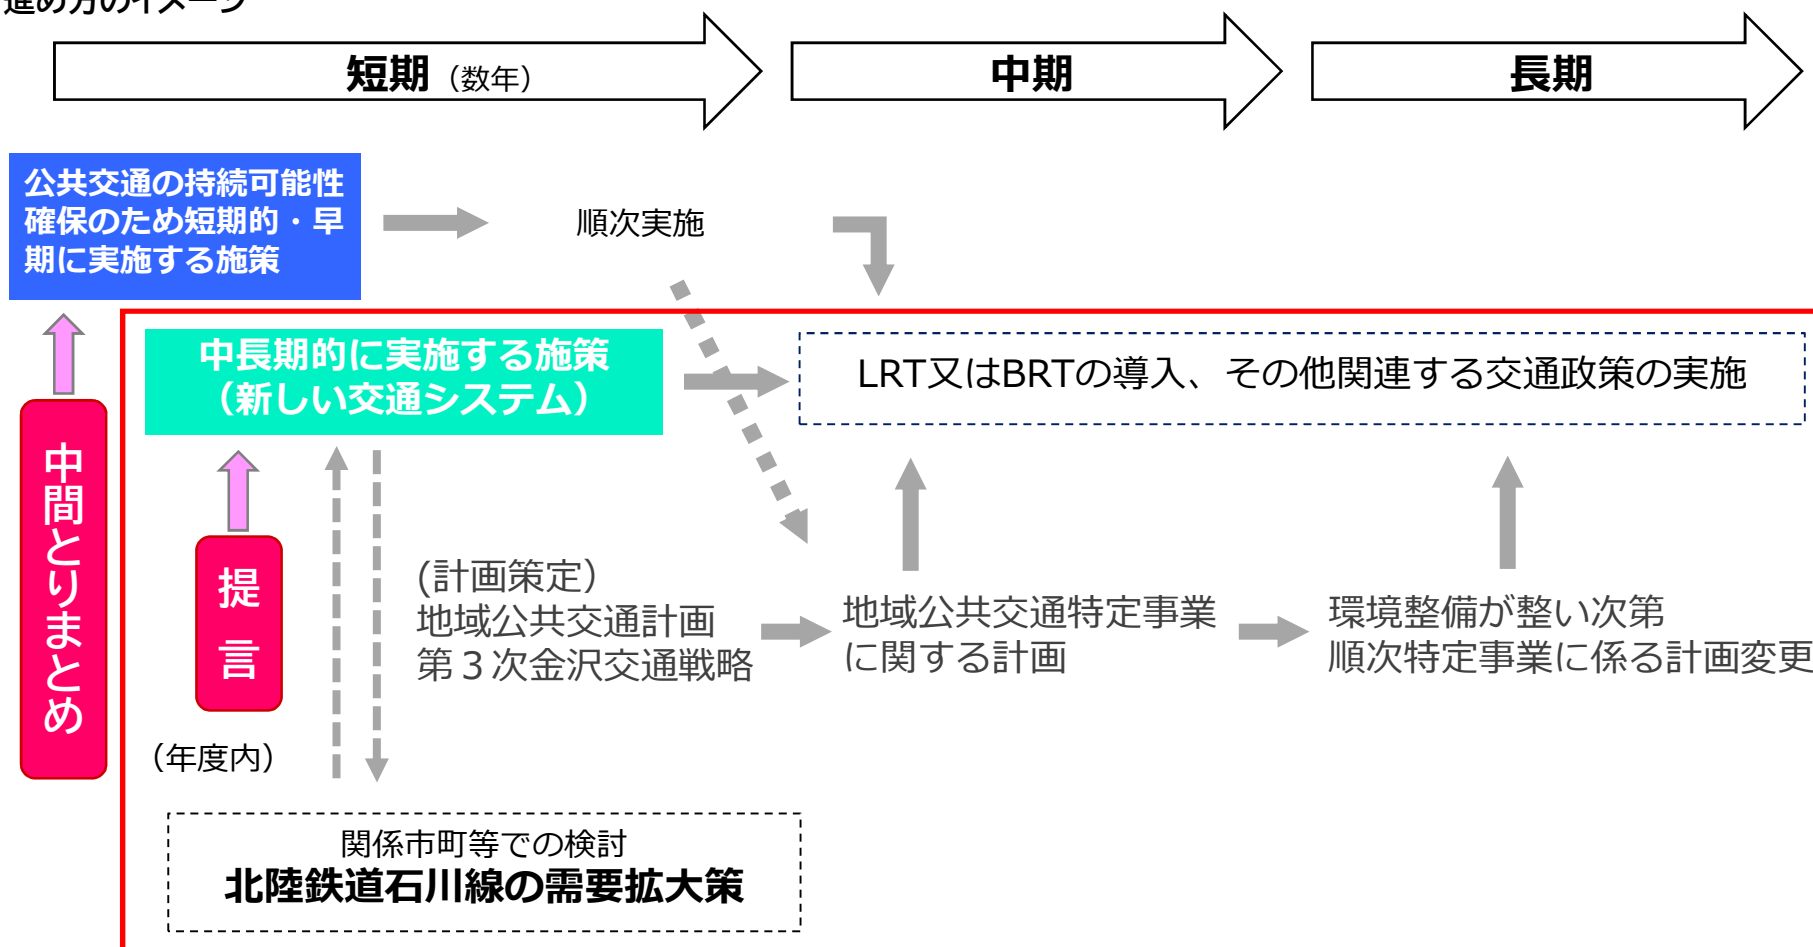 進め方のイメージ
短期（数年）
中期
長期
公共交通の持続可能性
確保のため短期的・早
期に実施する施策
順次実施
中長期的に実施する施策
（新しい交通システム）
LRT又はBRTの導入、その他関連する交通政策の実施
中間とりまとめ
提言
（年度内）
(計画策定）
地域公共交通計画
第３次金沢交通戦略
地域公共交通特定事業
に関する計画
環境整備が整い次第
順次特定事業に係る計画変更
関係市町等での検討
北陸鉄道石川線の需要拡大策